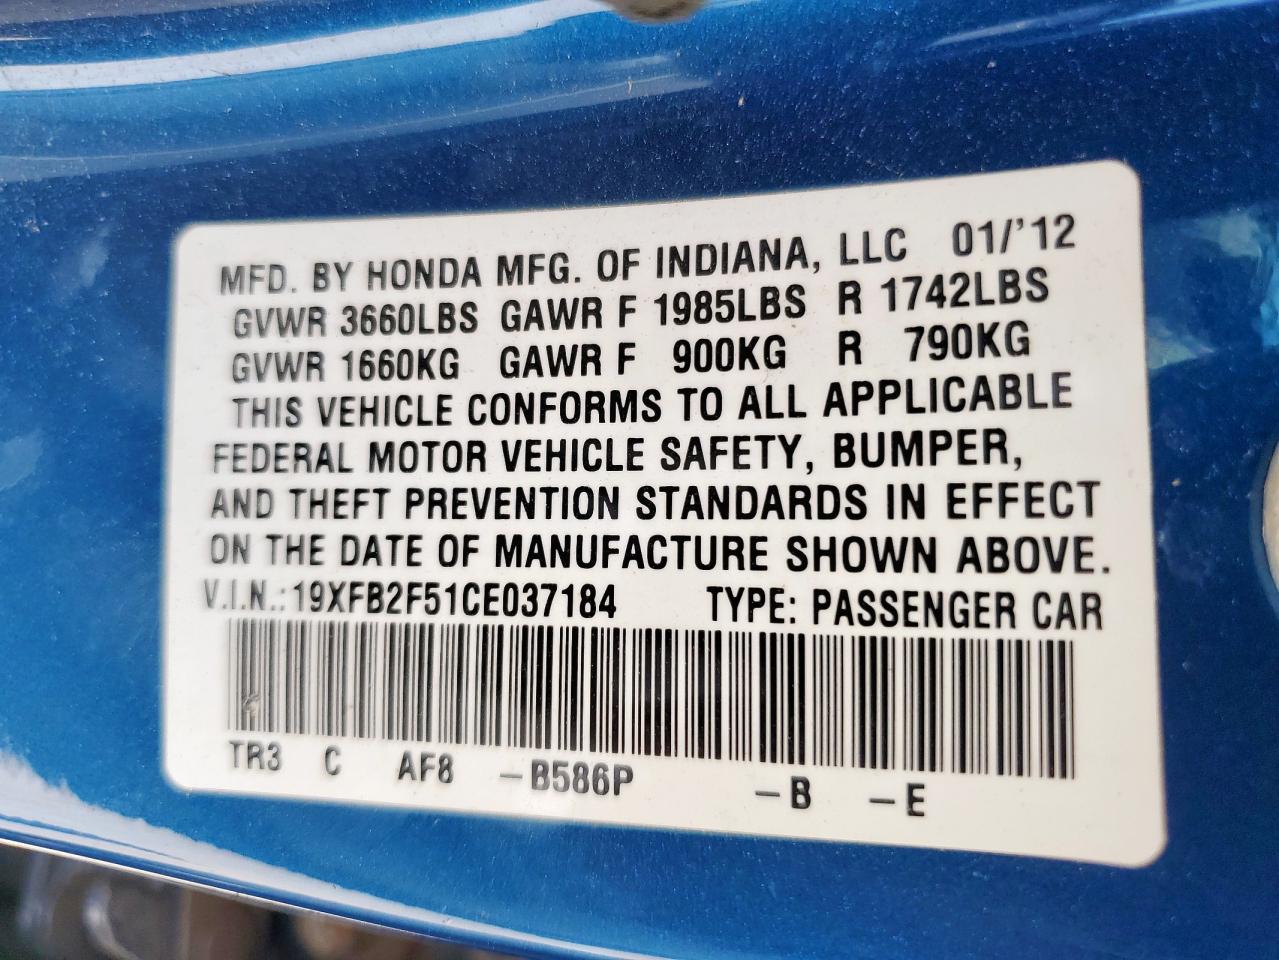 MFD. BY HONDA MFG. OF INDIANA, LLC 01/'12
GVWR 3660LBS GAWR F 1985LBS R 1742LBS
GVWR 1660KG GAWR F 900KG R 790KG
THIS VEHICLE CONFORMS TO ALL APPLICABLE
FEDERAL MOTOR VEHICLE SAFETY, BUMPER,
AND THEFT PREVENTION STANDARDS IN EFFECT
ON THE DATE OF MANUFACTURE SHOWN ABOVE.
V.I.N.:19XFB2F51CE037184 TYPE: PASSENGER CAR
TR3 C AF8 -B586P -B -E